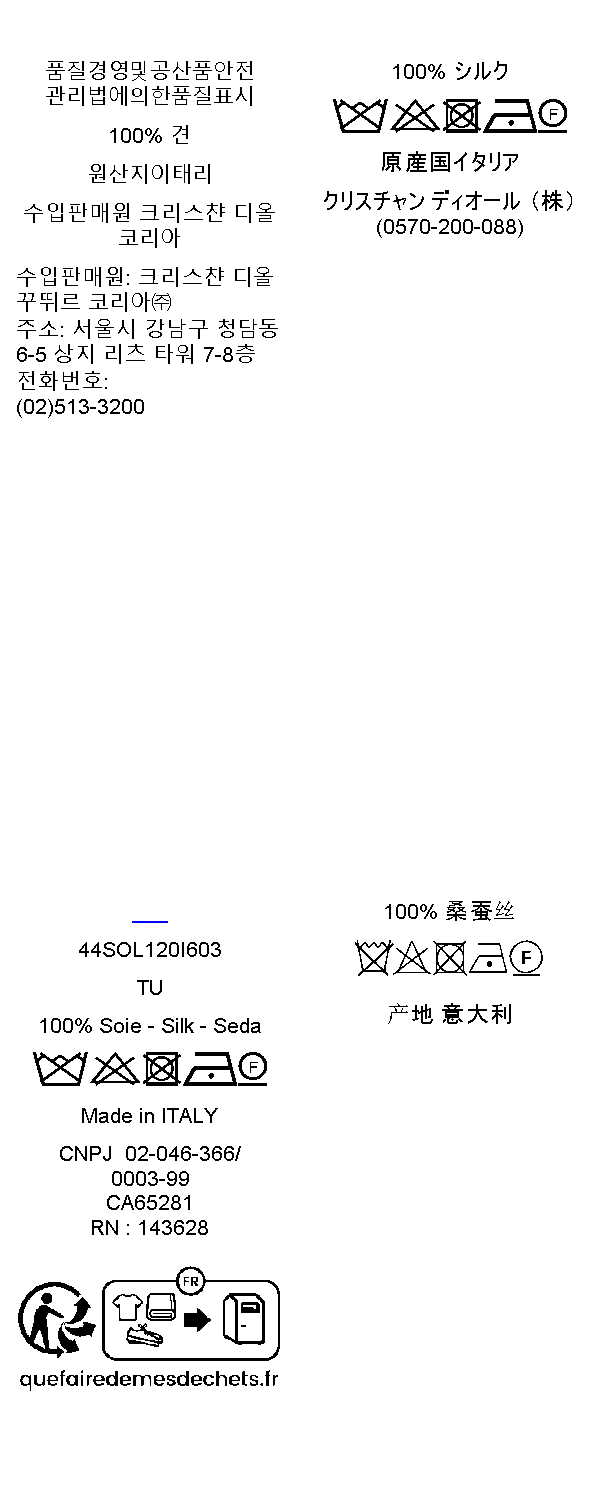 품질경영및공산품안전
관리법에의한품질표시
100% 견
원산지이태리
수입판매원 크리스챤 디올
코리아
수입판매원: 크리스챤 디올
꾸뛰르 코리아㈜
주소: 서울시 강남구 청담동
6-5 상지 리츠 타워 7-8층
전화번호:
(02)513-3200
100% シルク
F
原産国イタリア
クリスチャン ディオール（株）
(0570-200-088)
44SOL120I603
TU
100% Soie - Silk - Seda
F
Made in ITALY
CNPJ 02-046-366/
0003-99
CA65281
RN : 143628
FR
quefairedemesdechets.fr
100% 桑蚕丝
F
产地 意大利